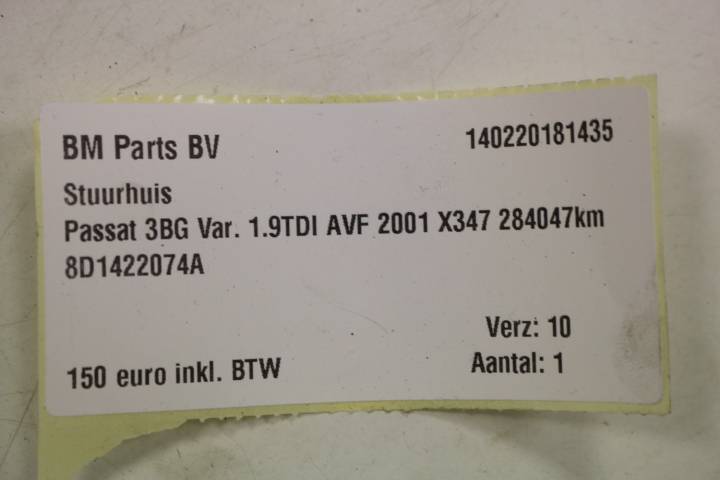 BM Parts BV 140220181435
Stuurhuis
Passat 3BG Var. 1.9TDI AVF 2001 X347 284047km
8D1422074A
Verz: 10
150 euro inkl. BTW Aantal: 1